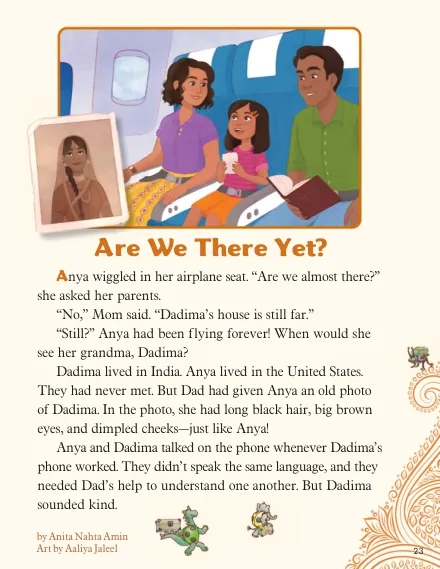 Are We There Yet?
Anya wiggled in her airplane seat. “Are we almost there?”
she asked her parents.
“No,” Mom said. “Dadima’s house is still far.”
“Still?” Anya had been flying forever! When would she
see her grandma, Dadima?
Dadima lived in India. Anya lived in the United States.
They had never met. But Dad had given Anya an old photo
of Dadima. In the photo, she had long black hair, big brown
eyes, and dimpled cheeks—just like Anya!
Anya and Dadima talked on the phone whenever Dadima’s
phone worked. They didn’t speak the same language, and they
needed Dad’s help to understand one another. But Dadima
sounded kind.
by Anita Nahta Amin
Art by Aaliya Jaleel
23